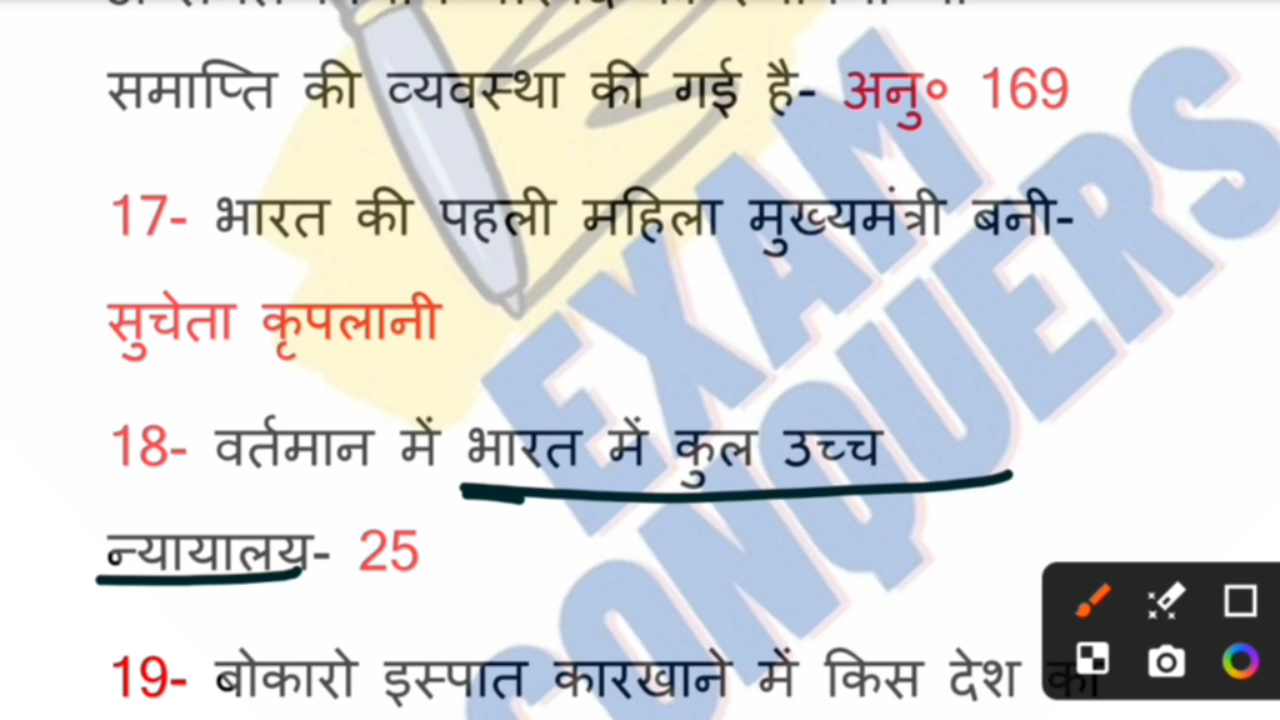 समाप्ति की व्यवस्था की गई है- अनु० 169
17- भारत की पहली महिला मुख्यमंत्री बनी-
सुचेता कृपलानी
18- वर्तमान में भारत में कुल उच्च
न्यायालय- 25
19- बोकारो इस्पात कारखाने में किस देश का
EXAM
CONQUERS